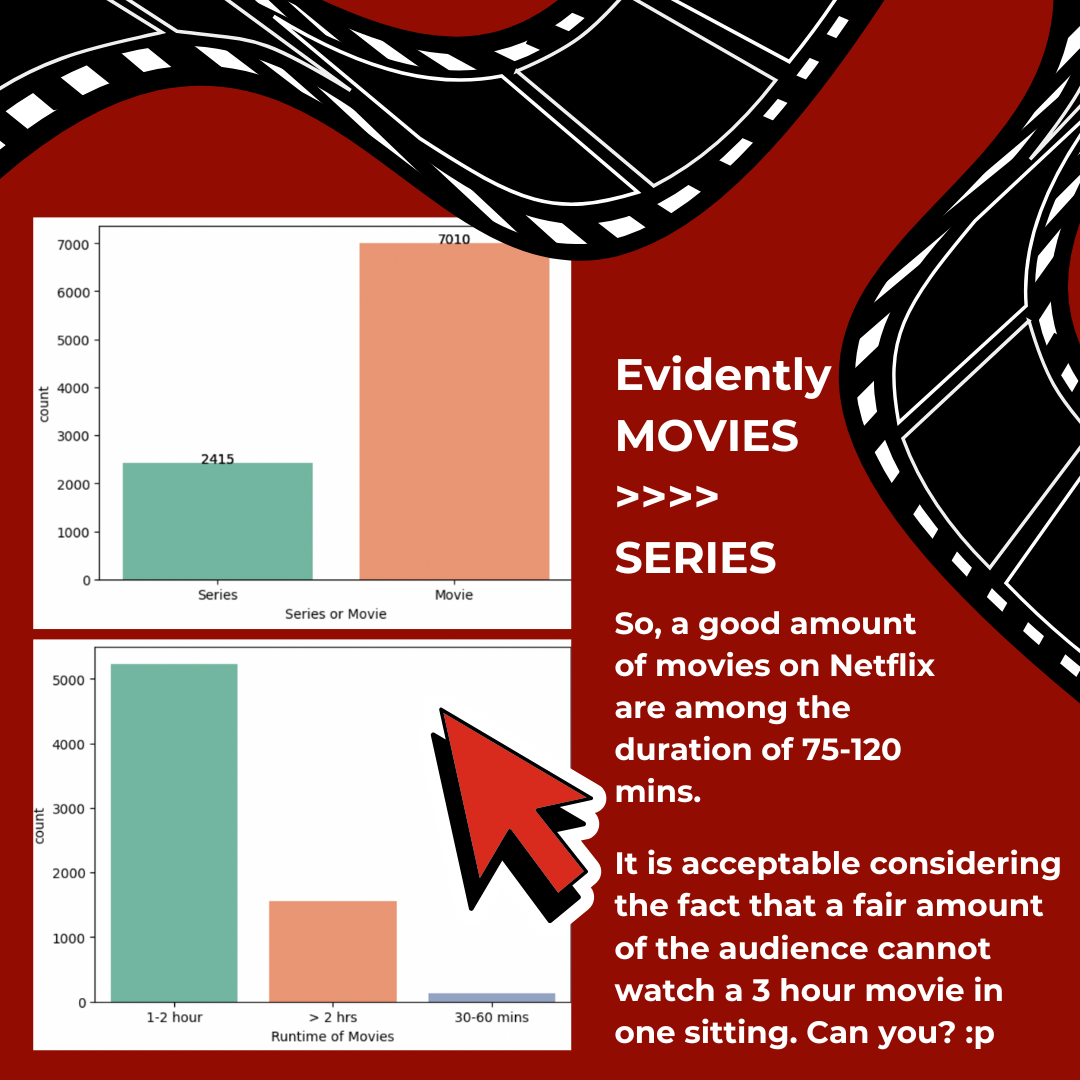 7000
6000
5000
4000
3000
2000
1000
0
count
7010
2415
Series
Movie
Series or Movie
5000
4000
3000
2000
1000
0
count
1-2 hour
> 2 hrs
30-60 mins
Runtime of Movies
Evidently
MOVIES
>>>>
SERIES
So, a good amount
of movies on Netflix
are among the
duration of 75-120
mins.
It is acceptable considering
the fact that a fair amount
of the audience cannot
watch a 3 hour movie in
one sitting. Can you? :p